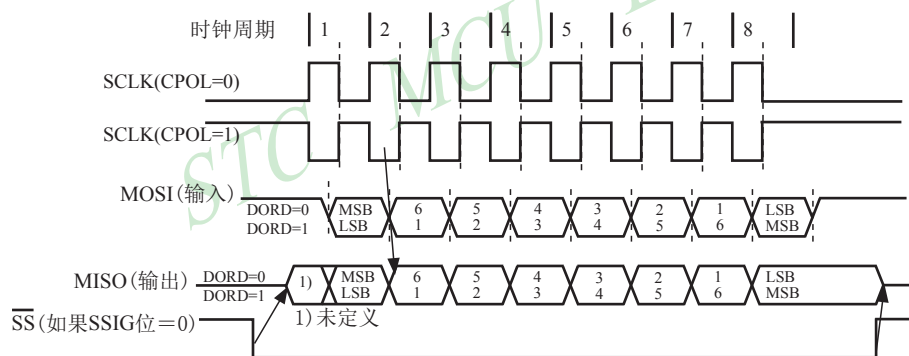 时钟周期 1 2 3 4 5 6 7 8
SCLK(CPOL=0)
SCLK(CPOL=1)
STC MCU
MOSI(输入) DORD=0 MSB 6 5 4 3 2 1 LSB
DORD=1 LSB 1 2 3 4 5 6 MSB
MISO(输出) DORD=0 1) MSB 6 5 4 3 2 1 LSB
DORD=1 LSB 1 2 3 4 5 6 MSB
1)未定义
SS(如果SSIG位=0)